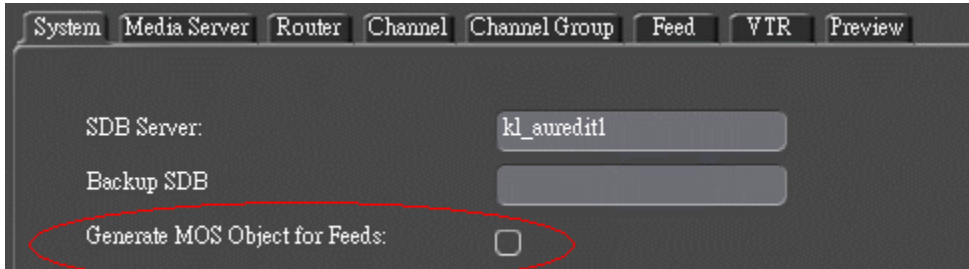 System Media Server Router Channel Channel Group Feed VTR Preview
SDB Server: kl_auredit1
Backup SDB
Generate MOS Object for Feeds: